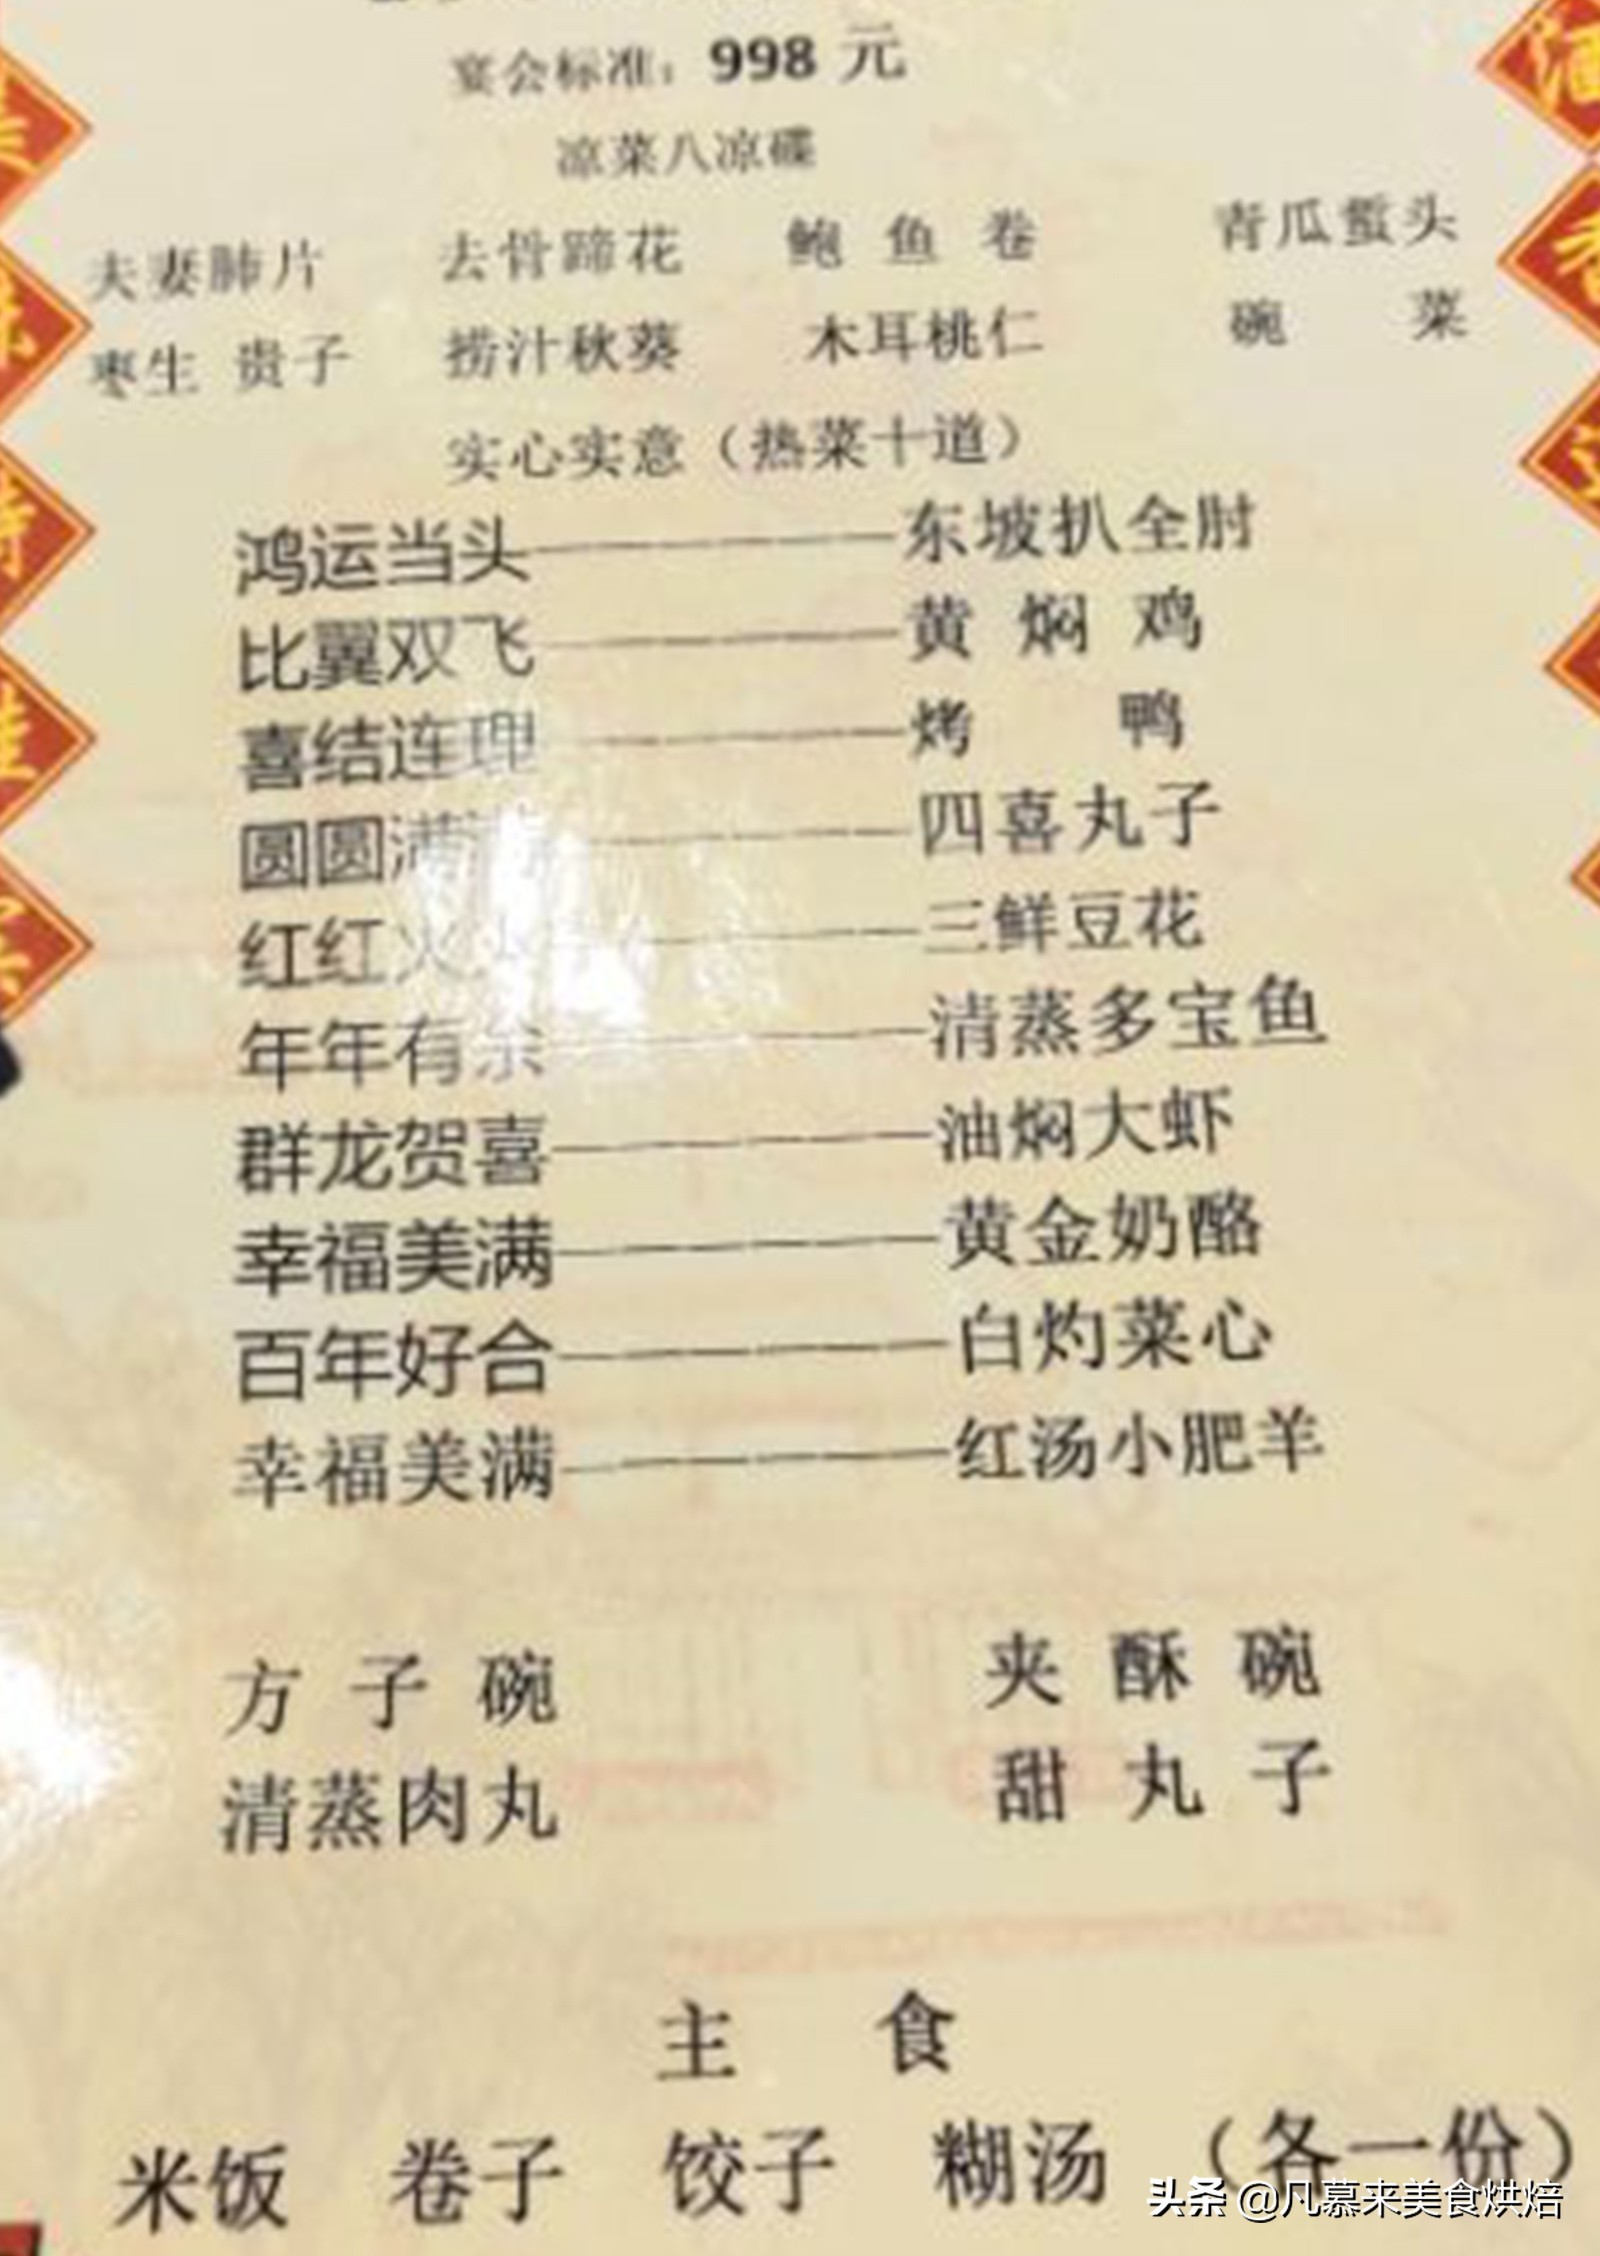 宴会标准：998 元
凉菜八凉碟
夫妻肺片 去骨蹄花 鲍鱼卷 青瓜蜇头
枣生 贵子 捞汁秋葵 木耳桃仁 碗菜
实心实意（热菜十道）
鸿运当头————东坡扒全肘
比翼双飞————黄焖鸡
喜结连理————烤鸭
圆圆满满————四喜丸子
红红火火————三鲜豆花
年年有余————清蒸多宝鱼
群龙贺喜————油焖大虾
幸福美满————黄金奶酪
百年好合————白灼菜心
幸福美满————红汤小肥羊
方子碗 夹酥碗
清蒸肉丸 甜丸子
主食
米饭 卷子 饺子 糊汤 （各一份）
头条 @凡慕来美食烘焙